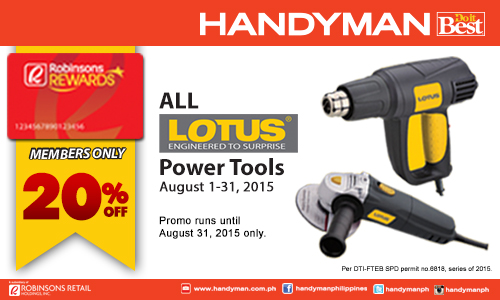 HANDYMAN
Do it
Best
Robinsons
REWARDS
1234567890123456
MEMBERS ONLY
20% OFF
ALL
LOTUS®
ENGINEERED TO SURPRISE
Power Tools
August 1-31, 2015
Promo runs until
August 31, 2015 only.
LOTUS
LOTUS
Per DTI-FTEB SPD permit no.6818, series of 2015.
ROBINSONS RETAIL
HOLDINGS, INC.
www.handyman.com.ph
handymanphilippines
handymanph
handymanph